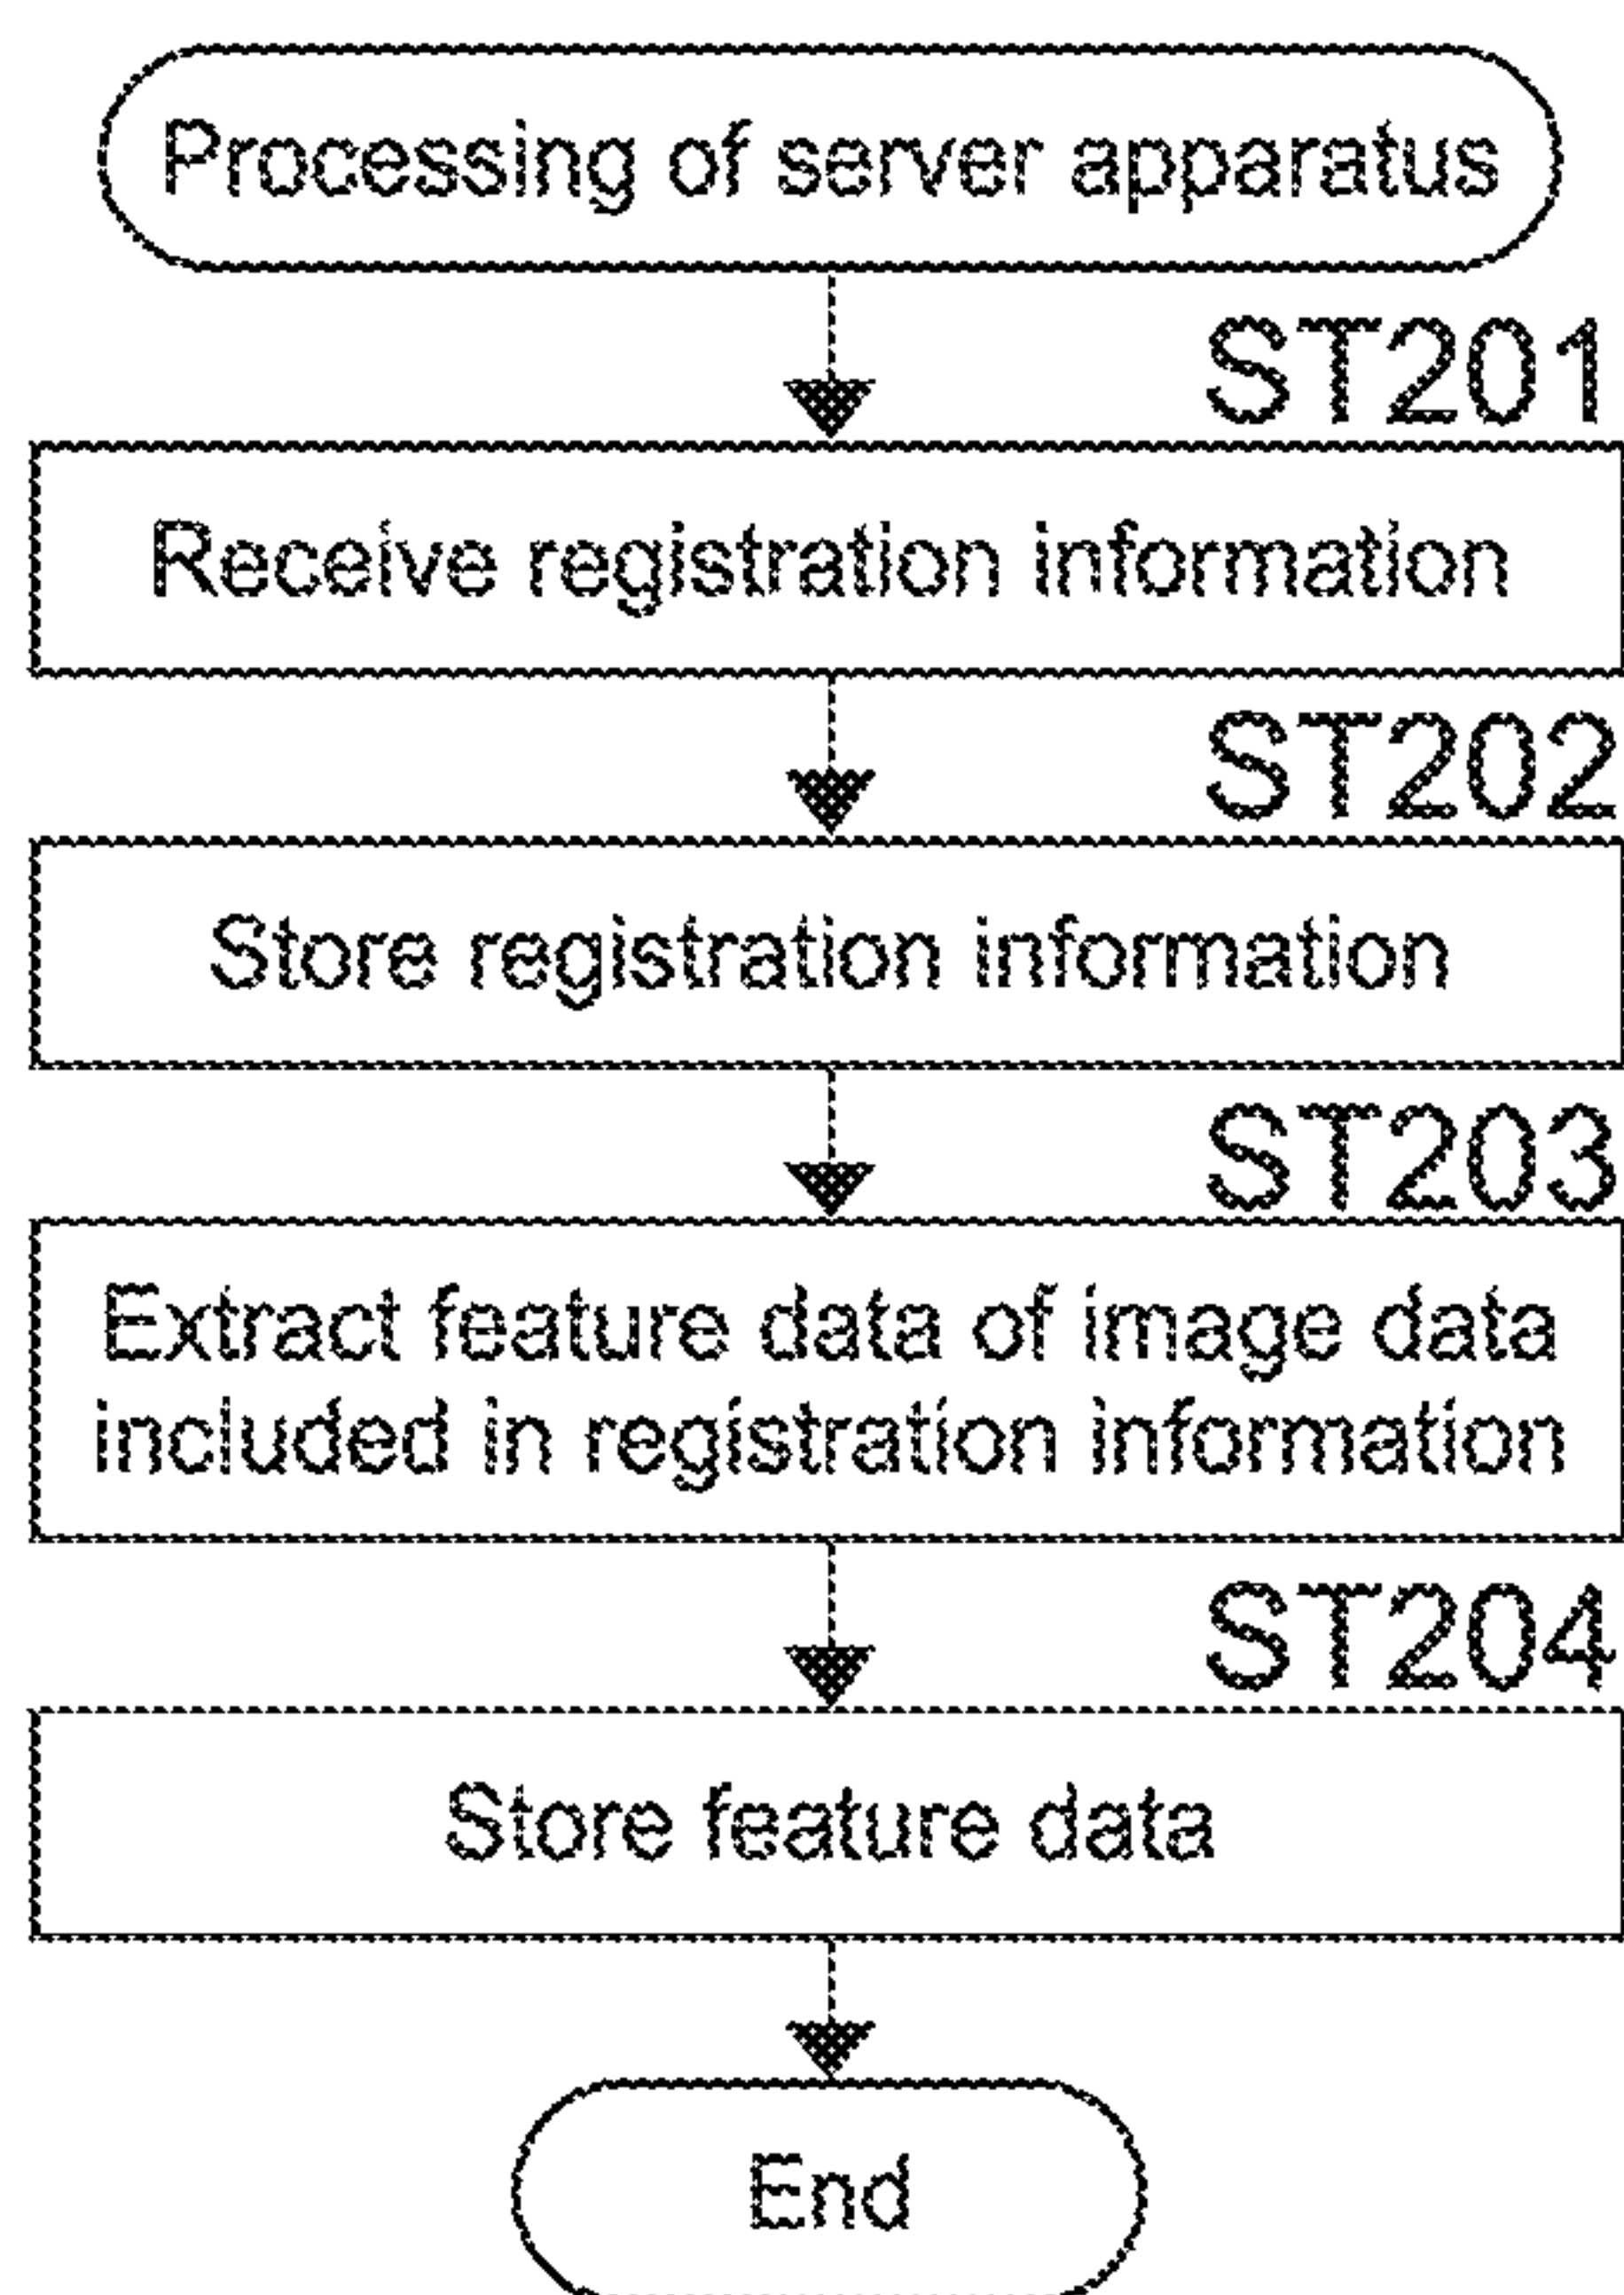 Processing of server apparatus
ST201
Receive registration information
ST202
Store registration information
ST203
Extract feature data of image data
included in registration information
ST204
Store feature data
End